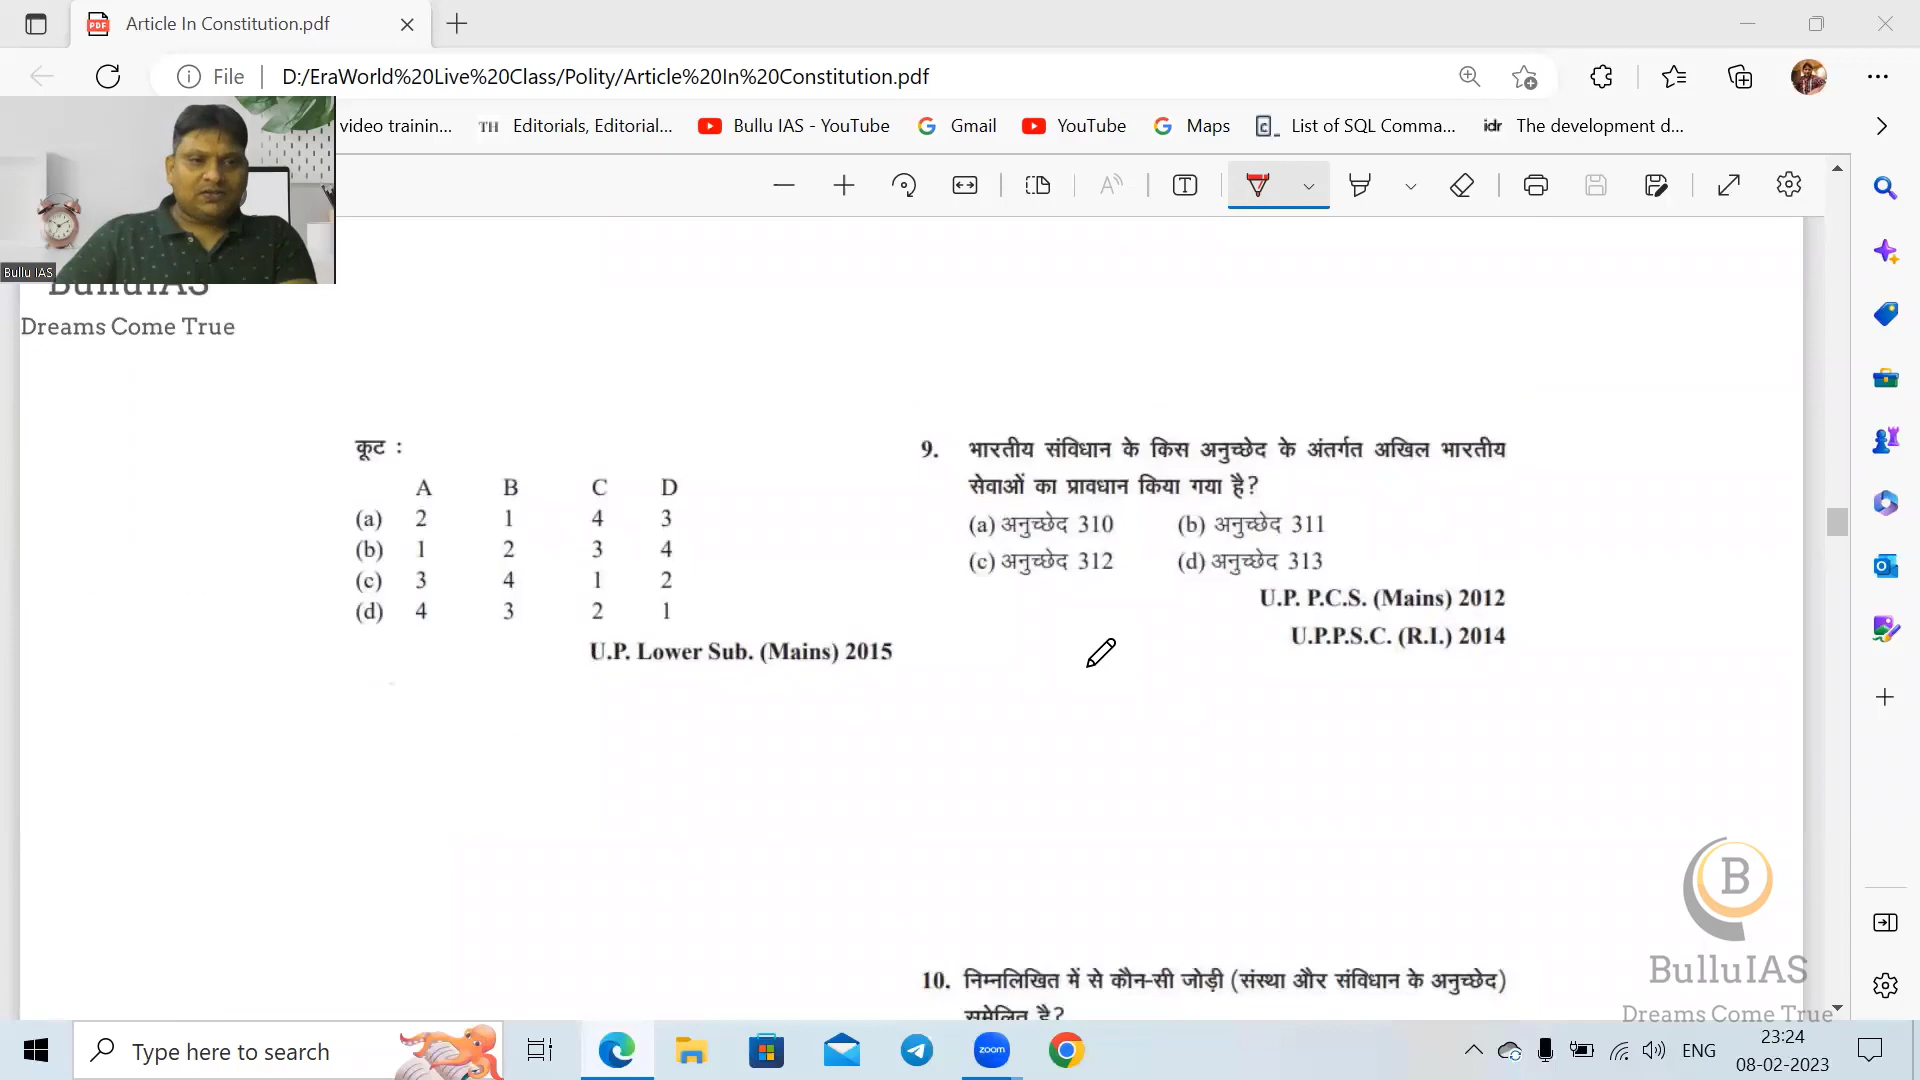 Article In Constitution.pdf
File
D:/EraWorld%20Live%20Class/Polity/Article%20In%20Constitution.pdf
video trainin...
TH Editorials, Editorial...
Bullu IAS - YouTube
Gmail
YouTube
Maps
List of SQL Comma...
idr The development d...
Bullu IAS
BulluIAS
Dreams Come True
कूट :
A B C D
(a) 2 1 4 3
(b) 1 2 3 4
(c) 3 4 1 2
(d) 4 3 2 1
U.P. Lower Sub. (Mains) 2015
9. भारतीय संविधान के किस अनुच्छेद के अंतर्गत अखिल भारतीय
सेवाओं का प्रावधान किया गया है?
(a) अनुच्छेद 310 (b) अनुच्छेद 311
(c) अनुच्छेद 312 (d) अनुच्छेद 313
U.P. P.C.S. (Mains) 2012
U.P.P.S.C. (R.I.) 2014
10. निम्नलिखित में से कौन-सी जोड़ी (संस्था और संविधान के अनुच्छेद)
सुमेलित है?
B
BulluIAS
Dreams Come True
Type here to search
zoom
ENG
23:24
08-02-2023